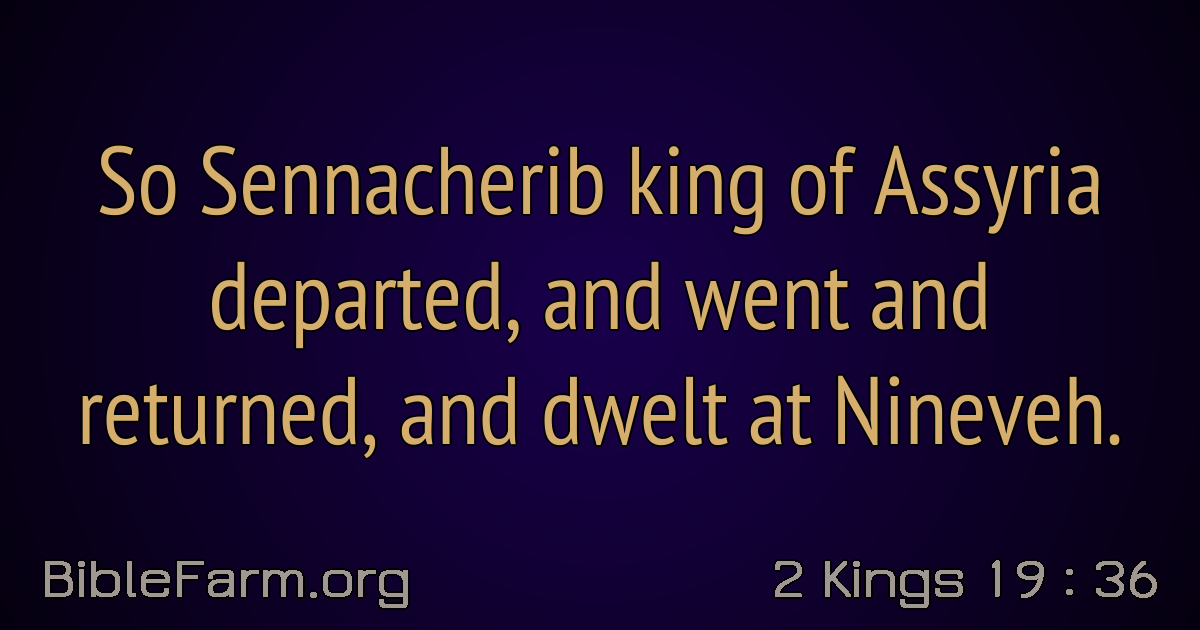 So Sennacherib king of Assyria
departed, and went and
returned, and dwelt at Nineveh.
BibleFarm.org
2 Kings 19 : 36